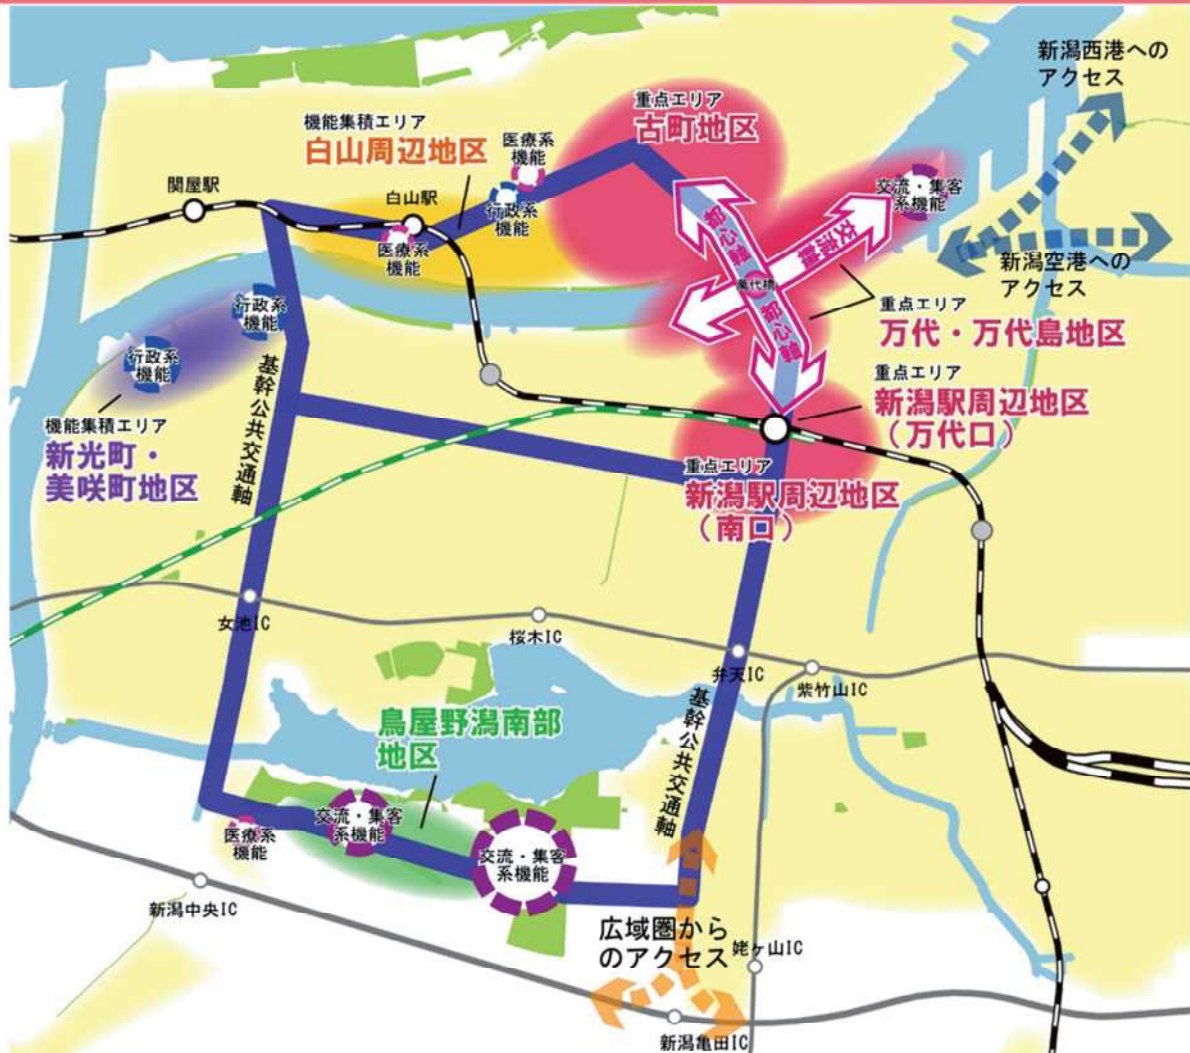 新潟西港への
アクセス
重点エリア
古町地区
機能集積エリア
白山周辺地区
医療系
機能
関屋駅
白山駅
行政系
機能
交流・集客
系機能
医療系
機能
都心軸
交流軸
新潟空港への
アクセス
萬代橋
重点エリア
万代・万代島地区
都心軸
行政系
機能
行政系
機能
重点エリア
新潟駅周辺地区
(万代口)
機能集積エリア
新光町・
美咲町地区
基幹公共交通軸
重点エリア
新潟駅周辺地区
(南口)
女池IC
桜木IC
弁天IC
紫竹山IC
鳥屋野潟南部
地区
基幹公共交通軸
医療系
機能
交流・集客
系機能
交流・集客
系機能
新潟中央IC
広域圏から
のアクセス
姥ヶ山IC
新潟亀田IC